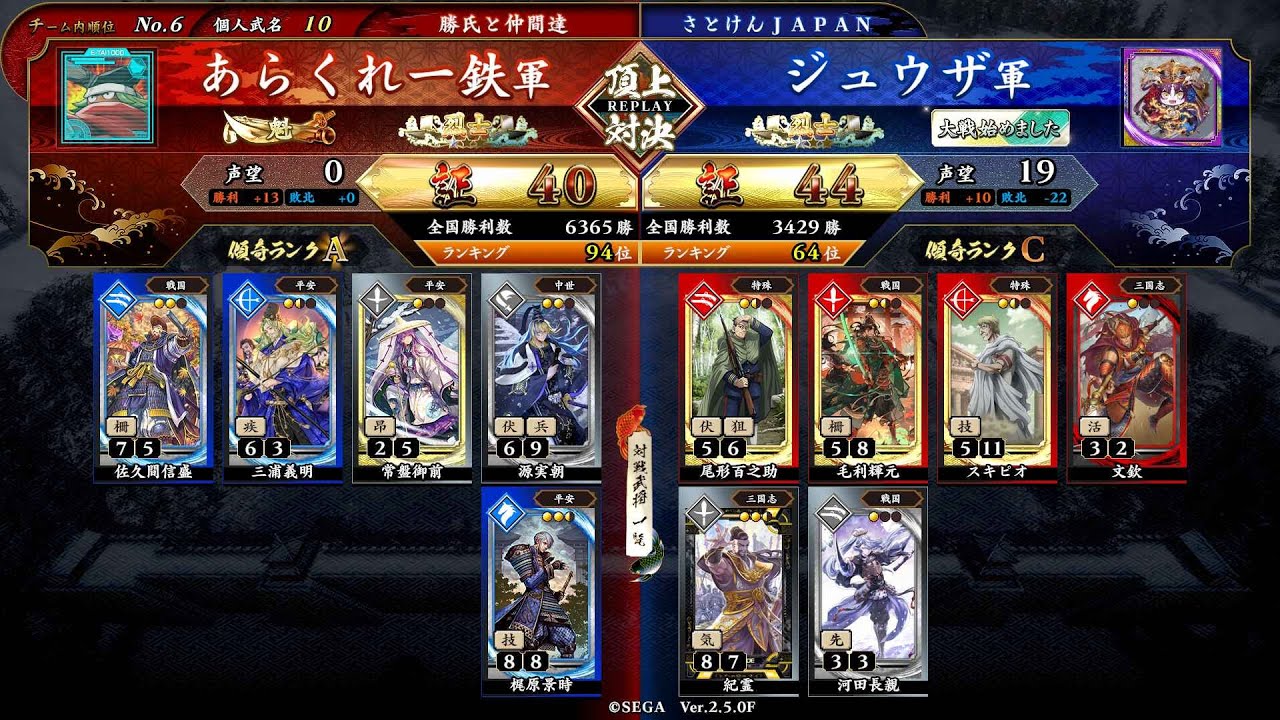 チーム内順位 No.6 個人武名 10
勝氏と仲間達
さとけんJAPAN
E-TAI1000
あらくれ一鉄軍
頂上
REPLAY
対決
ジュウザ軍
魁
烈士
烈士
大戦始めました
声望 0
勝利 +13 敗北 +0
証 40
証 44
声望 19
勝利 +10 敗北 -22
全国勝利数 6365勝
全国勝利数 3429勝
傾奇ランクA
ランキング 94位
ランキング 64位
傾奇ランクC
戦国
柵
7 5
佐久間信盛
平安
疾
6 3
三浦義明
平安
昂
2 5
常盤御前
中世
伏 兵
6 9
源実朝
対戦武将一覧
特殊
伏 狙
5 6
尾形百之助
戦国
柵
5 8
毛利輝元
特殊
技
5 11
スキピオ
三国志
活
3 2
文欽
平安
技
8 8
梶原景時
三国志
気
8 7
紀霊
戦国
先
3 3
河田長親
©SEGA Ver.2.5.0F